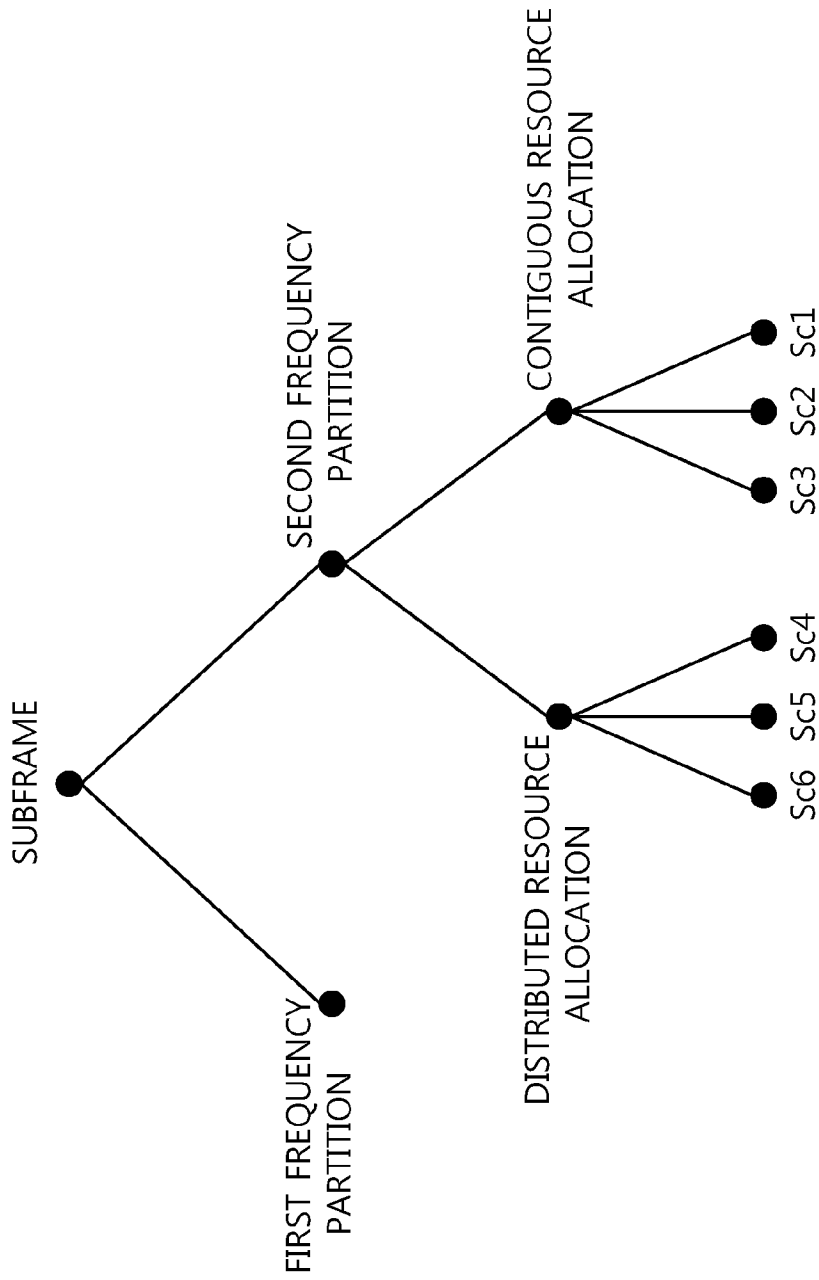 SUBFRAME
FIRST FREQUENCY
PARTITION
SECOND FREQUENCY
PARTITION
DISTRIBUTED RESOURCE
ALLOCATION
CONTIGUOUS RESOURCE
ALLOCATION
Sc6
Sc5
Sc4
Sc3
Sc2
Sc1